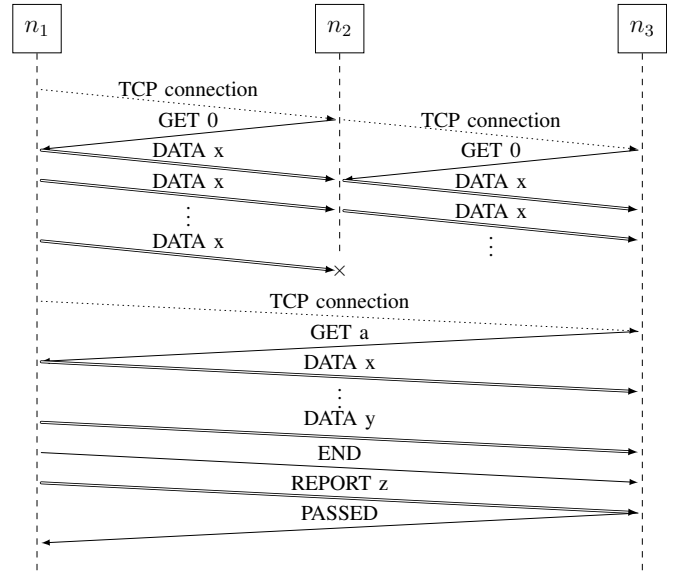 n₁ n₂ n₃
TCP connection
GET 0 TCP connection
DATA x GET 0
DATA x DATA x
⋮ DATA x
DATA x ⋮
×
TCP connection
GET a
DATA x
⋮
DATA y
END
REPORT z
PASSED